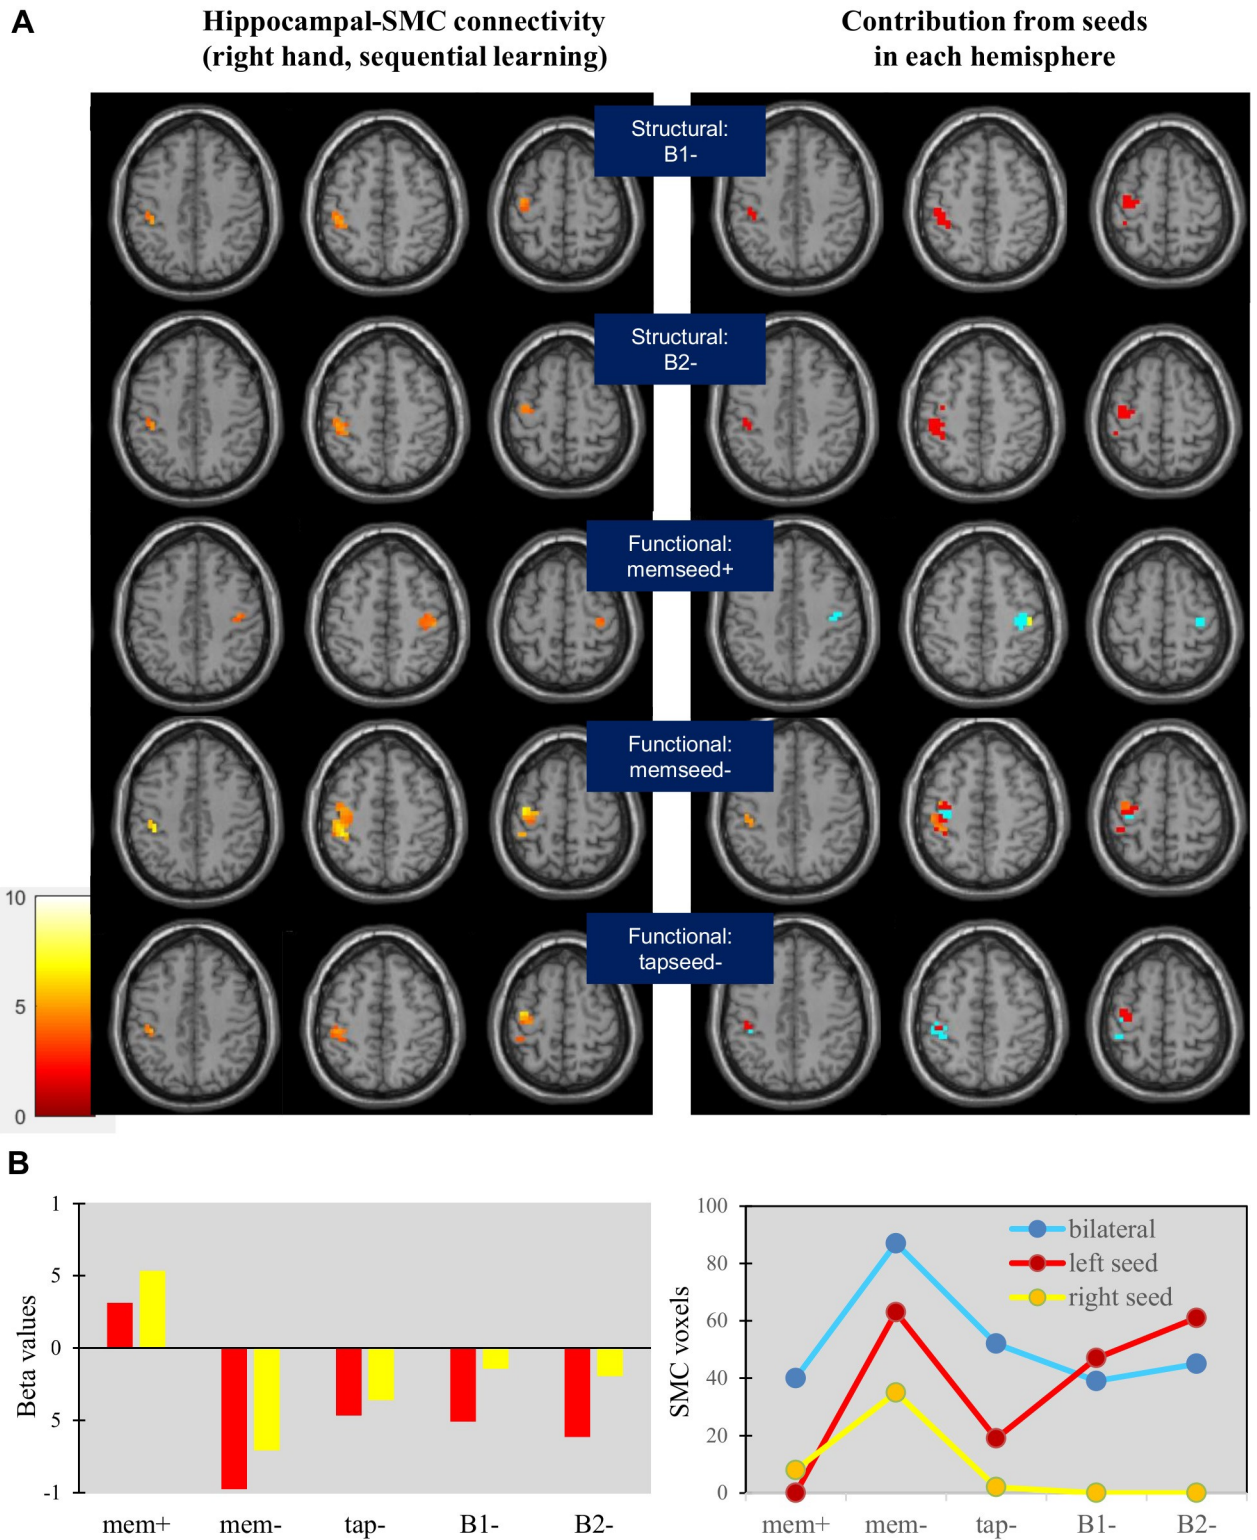 A
Hippocampal-SMC connectivity
(right hand, sequential learning)
Contribution from seeds
in each hemisphere
Structural:
B1-
Structural:
B2-
Functional:
memseed+
Functional:
memseed-
Functional:
tapseed-
10
5
0
B
1
5
0
5
-1
Beta values
mem+ mem- tap- B1- B2-
100
80
60
40
20
0
SMC voxels
bilateral
left seed
right seed
mem+ mem- tap- B1- B2-